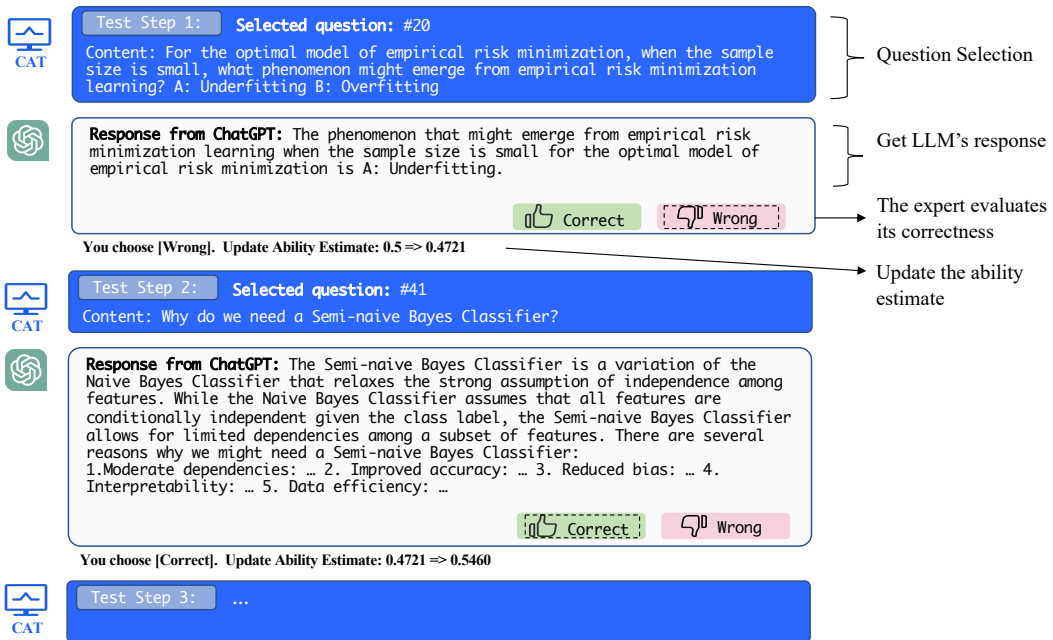 Test Step 1: Selected question: #20
CAT
Content: For the optimal model of empirical risk minimization, when the sample
size is small, what phenomenon might emerge from empirical risk minimization
learning? A: Underfitting B: Overfitting
Question Selection
Response from ChatGPT: The phenomenon that might emerge from empirical risk
minimization learning when the sample size is small for the optimal model of
empirical risk minimization is A: Underfitting.
Get LLM's response
Correct Wrong
The expert evaluates
its correctness
You choose [Wrong]. Update Ability Estimate: 0.5 => 0.4721
Update the ability
estimate
Test Step 2: Selected question: #41
CAT
Content: Why do we need a Semi-naive Bayes Classifier?
Response from ChatGPT: The Semi-naive Bayes Classifier is a variation of the
Naive Bayes Classifier that relaxes the strong assumption of independence among
features. While the Naive Bayes Classifier assumes that all features are
conditionally independent given the class label, the Semi-naive Bayes Classifier
allows for limited dependencies among a subset of features. There are several
reasons why we might need a Semi-naive Bayes Classifier:
1.Moderate dependencies: … 2. Improved accuracy: … 3. Reduced bias: … 4.
Interpretability: … 5. Data efficiency: …
Correct Wrong
You choose [Correct]. Update Ability Estimate: 0.4721 => 0.5460
Test Step 3: …
CAT